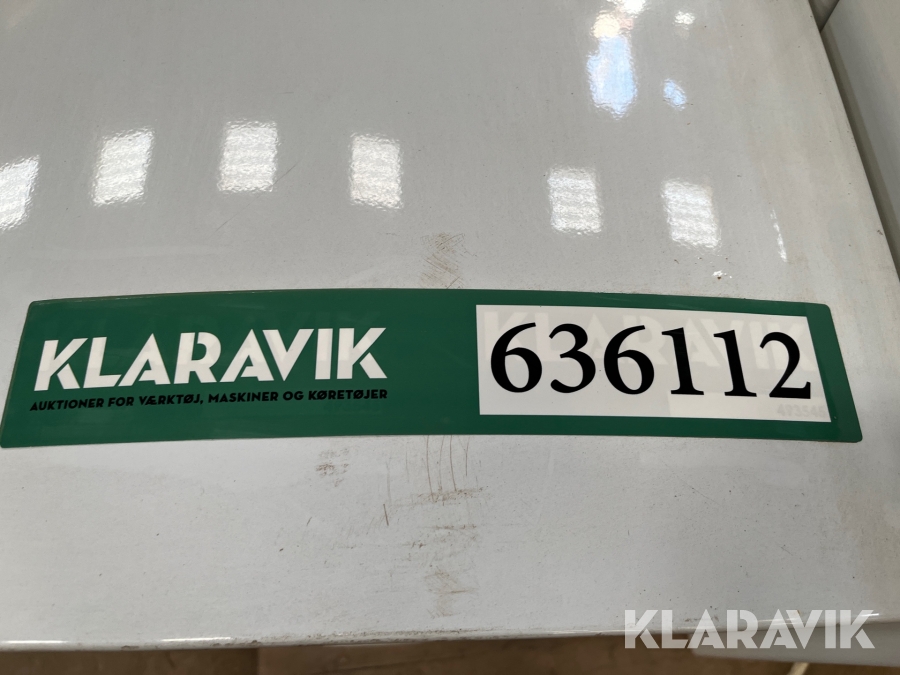 KLARAVIK
AUKTIONER FOR VÆRKTØJ, MASKINER OG KØRETØJER
636112
KLARAVIK